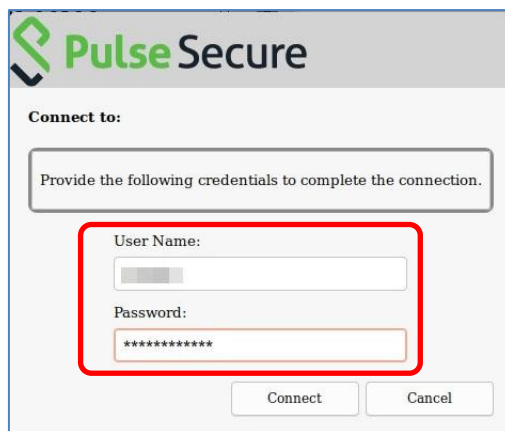 Pulse Secure
Connect to:
Provide the following credentials to complete the connection.
User Name:
Password:
************
Connect
Cancel